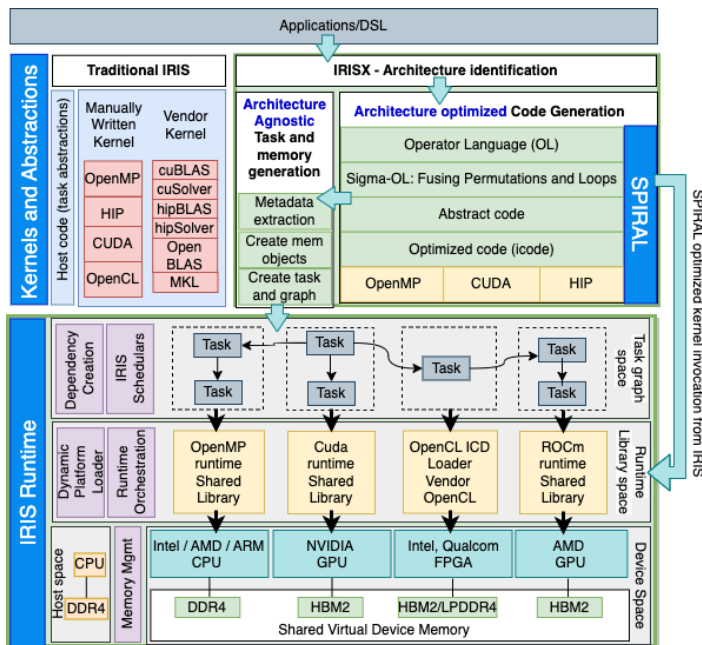 Applications/DSL
Kernels and Abstractions
Traditional IRIS
Host code (task abstractions)
Manually
Written
Kernel
OpenMP
HIP
CUDA
OpenCL
Vendor
Kernel
cuBLAS
cuSolver
hipBLAS
hipSolver
Open
BLAS
MKL
IRISX - Architecture identification
Architecture
Agnostic
Task and
memory
generation
Metadata
extraction
Create mem
objects
Create task
and graph
Architecture optimized Code Generation
Operator Language (OL)
Sigma-OL: Fusing Permutations and Loops
Abstract code
Optimized code (icode)
OpenMP
CUDA
HIP
SPIRAL
SPIRAL optimized kernel invocation from IRIS
IRIS Runtime
Dependency
Creation
IRIS
Schedulars
Task
Task
Task
Task
Task
Task
Task
Task graph
space
Dynamic
Platform
Loader
Runtime
Orchestration
OpenMP
runtime
Shared
Library
Cuda
runtime
Shared
Library
OpenCL ICD
Loader
Vendor
OpenCL
ROCm
runtime
Shared
Library
Runtime
Library space
Host space
CPU
DDR4
Memory Mgmt
Intel / AMD / ARM
CPU
NVIDIA
GPU
Intel, Qualcom
FPGA
AMD
GPU
DDR4
HBM2
HBM2/LPDDR4
HBM2
Shared Virtual Device Memory
Device Space